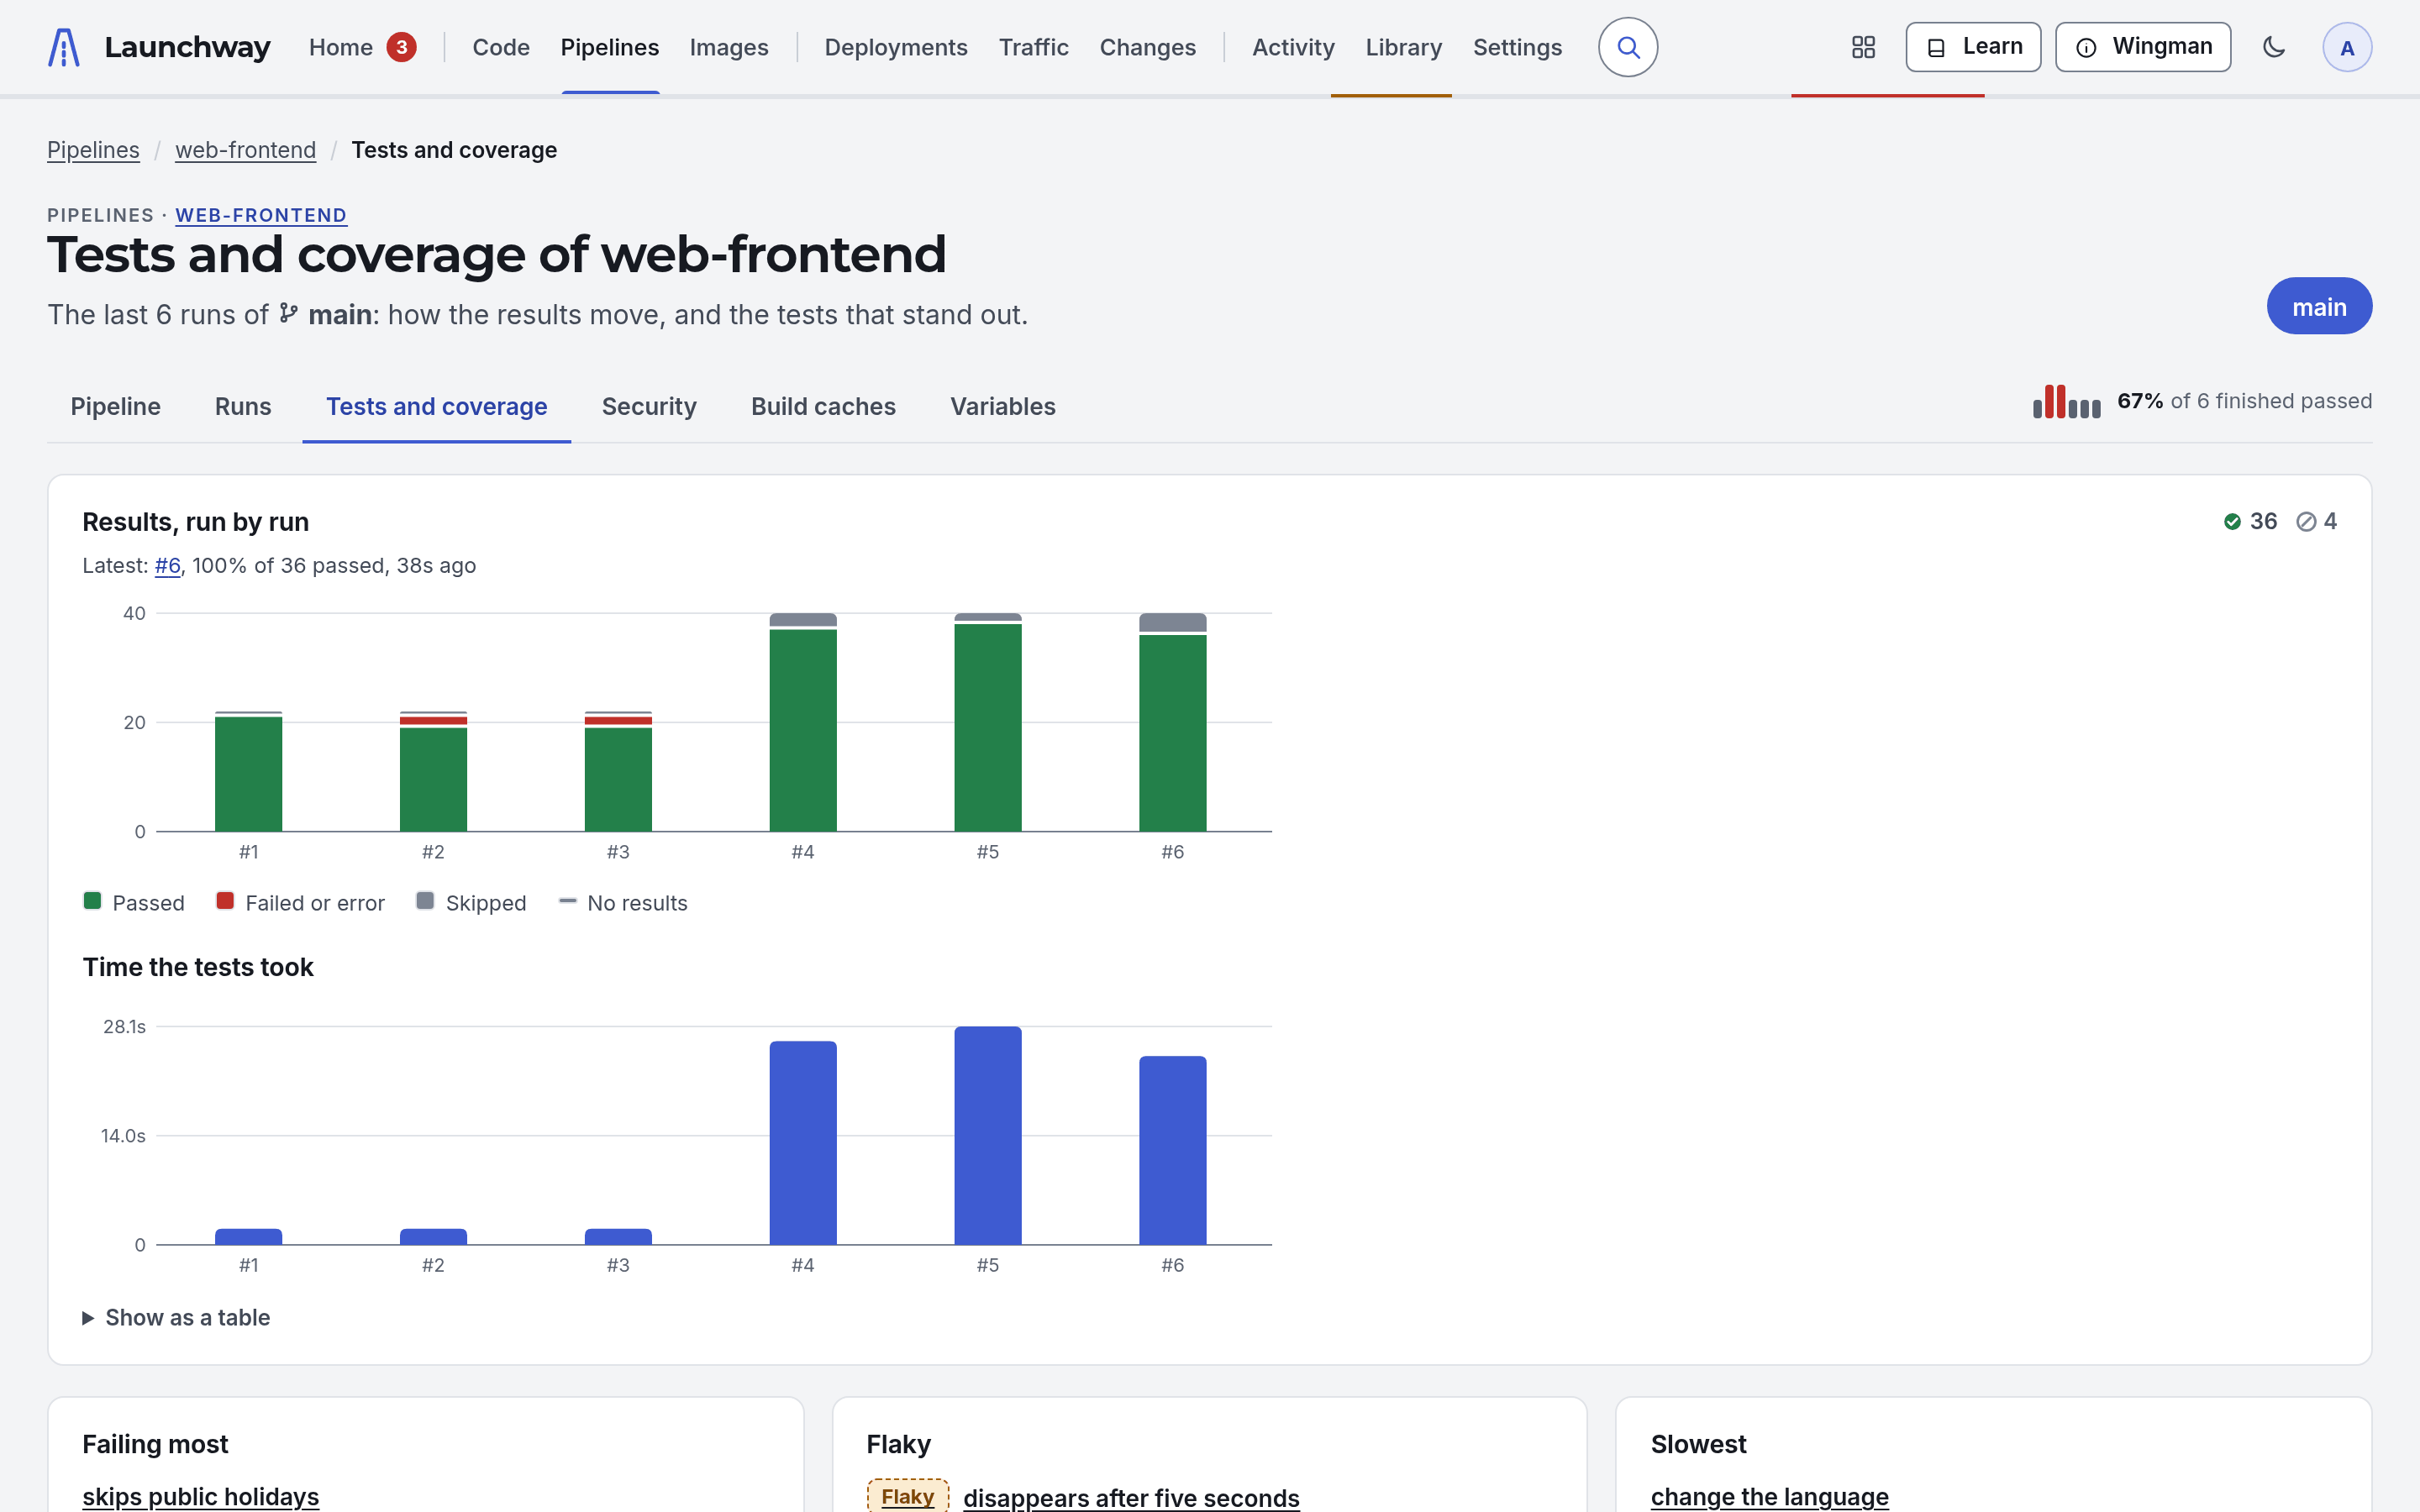 Launchway Home 3 Code Pipelines Images Deployments Traffic Changes Activity Library Settings Learn Wingman A
Pipelines / web-frontend / Tests and coverage
PIPELINES · WEB-FRONTEND
Tests and coverage of web-frontend
The last 6 runs of main: how the results move, and the tests that stand out.
main
Pipeline Runs Tests and coverage Security Build caches Variables
67% of 6 finished passed
Results, run by run
36 4
Latest: #6, 100% of 36 passed, 38s ago
40
20
0
#1 #2 #3 #4 #5 #6
Passed Failed or error Skipped No results
Time the tests took
28.1s
14.0s
0
#1 #2 #3 #4 #5 #6
Show as a table
Failing most
skips public holidays
Flaky
Flaky disappears after five seconds
Slowest
change the language